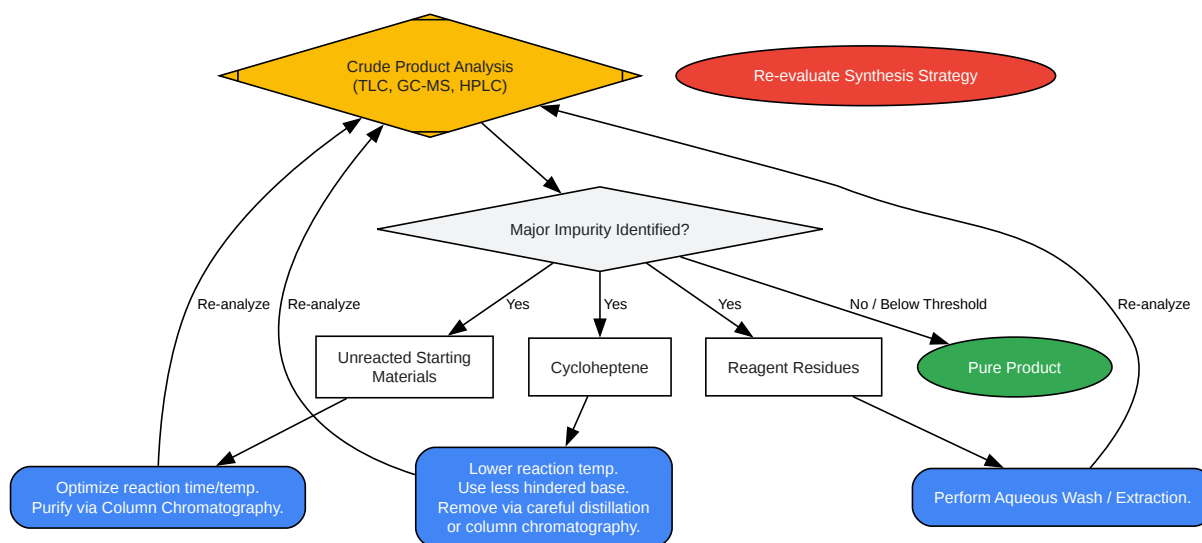 Crude Product Analysis
(TLC, GC-MS, HPLC)
Re-evaluate Synthesis Strategy
Major Impurity Identified?
Re-analyze
Re-analyze
Yes
Yes
Yes
No / Below Threshold
Re-analyze
Unreacted Starting
Materials
Cycloheptene
Reagent Residues
Pure Product
Optimize reaction time/temp.
Purify via Column Chromatography.
Lower reaction temp.
Use less hindered base.
Remove via careful distillation
or column chromatography.
Perform Aqueous Wash / Extraction.